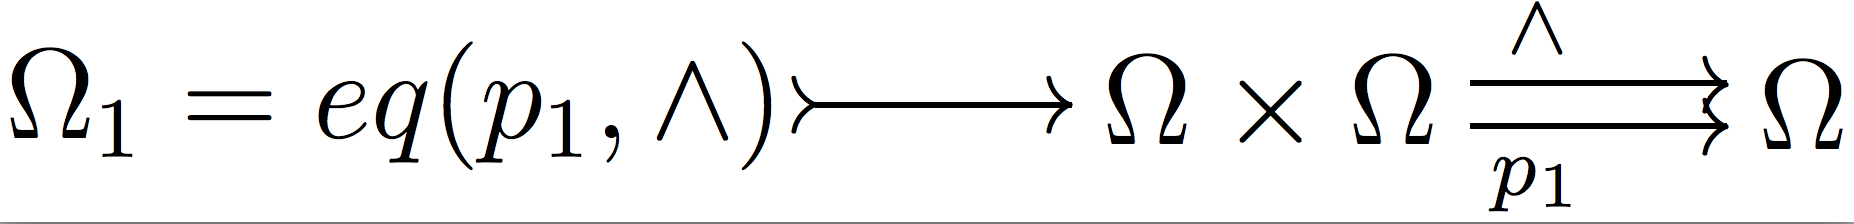 Ω₁ = eq(p₁, ∧) ↣ Ω × Ω ⇉ Ω
∧
p₁